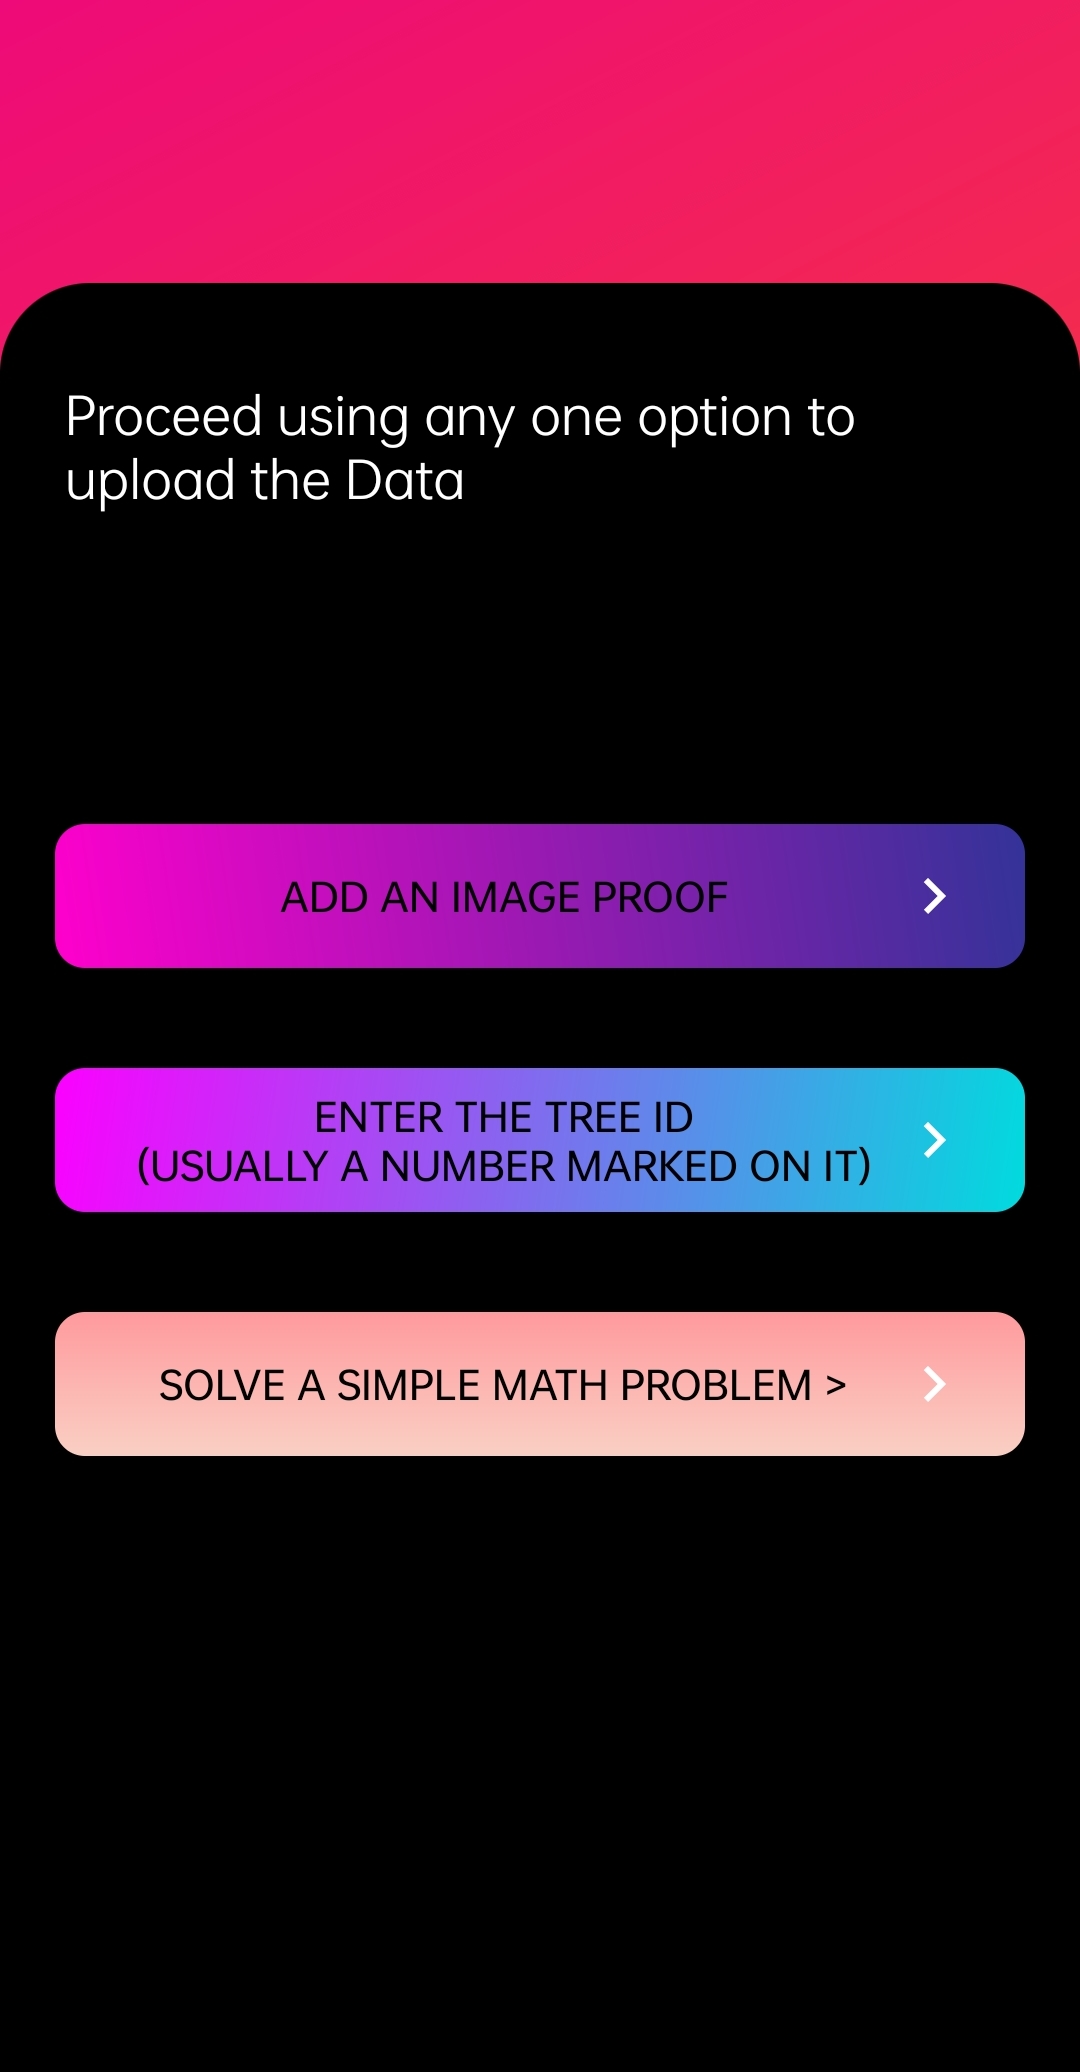 Proceed using any one option to
upload the Data
ADD AN IMAGE PROOF
ENTER THE TREE ID
(USUALLY A NUMBER MARKED ON IT)
SOLVE A SIMPLE MATH PROBLEM >